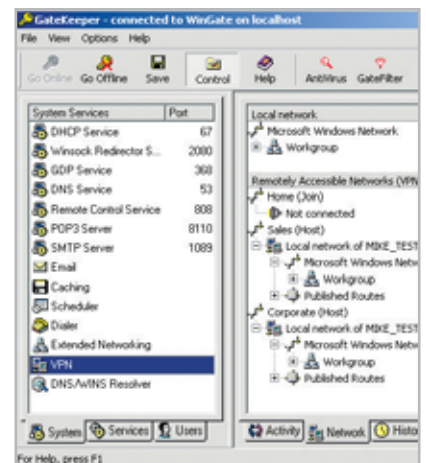 GateKeeper - connected to WinGate on localhost
File View Options Help
Go Online Go Offline Save Control Help AntiVirus GateFilter
System Services Port
DHCP Service 67
Winsock Redirector S... 2080
GDP Service 368
DNS Service 53
Remote Control Service 808
POP3 Server 8110
SMTP Server 1089
Email
Caching
Scheduler
Dialer
Extended Networking
VPN
DNS/WINS Resolver
System Services Users
Local network
Microsoft Windows Network
Workgroup
Remotely Accessible Networks (VPN
Home (Join)
Not connected
Sales (Host)
Local network of MIKE_TEST
Microsoft Windows Netw
Workgroup
Published Routes
Corporate (Host)
Local network of MIKE_TEST
Microsoft Windows Netw
Workgroup
Published Routes
Activity Network Histo
For Help, press F1